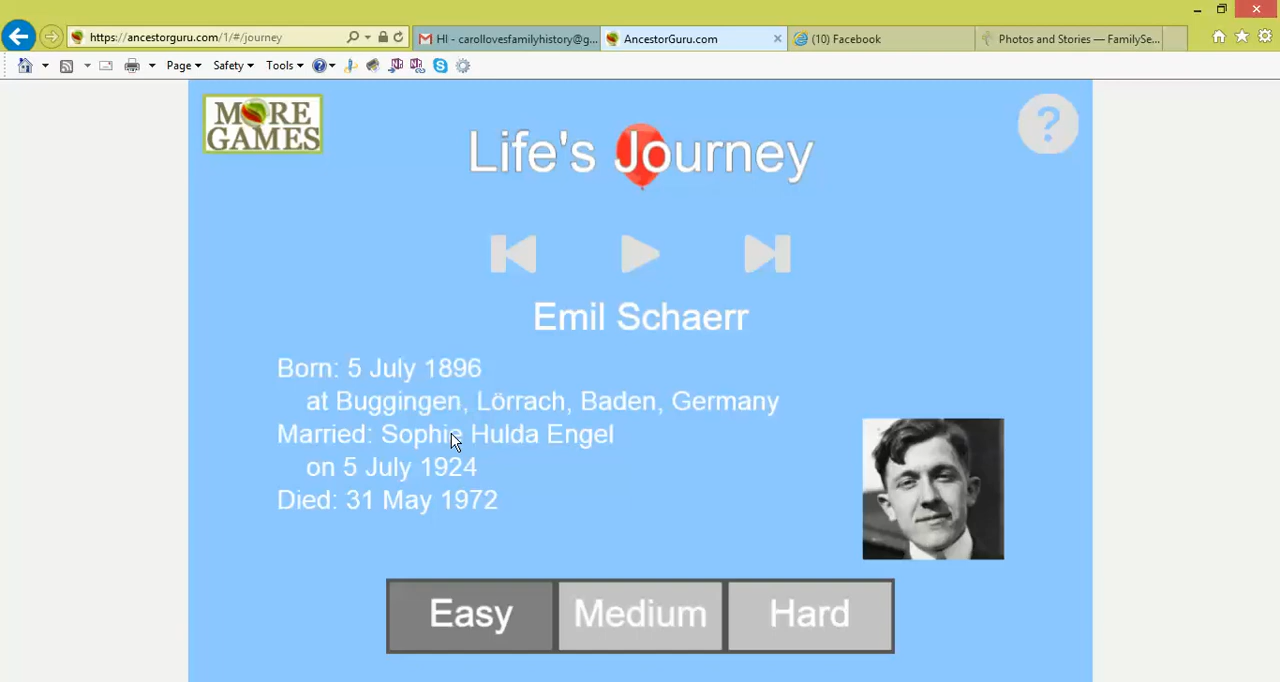 https://ancestorguru.com/1/#/journey
HI - carollovesfamilyhistory@g...
AncestorGuru.com
(10) Facebook
Photos and Stories — FamilySe...
Page
Safety
Tools
MORE
GAMES
Life's Journey
?
Emil Schaerr
Born: 5 July 1896
at Buggingen, Lörrach, Baden, Germany
Married: Sophie Hulda Engel
on 5 July 1924
Died: 31 May 1972
Easy
Medium
Hard